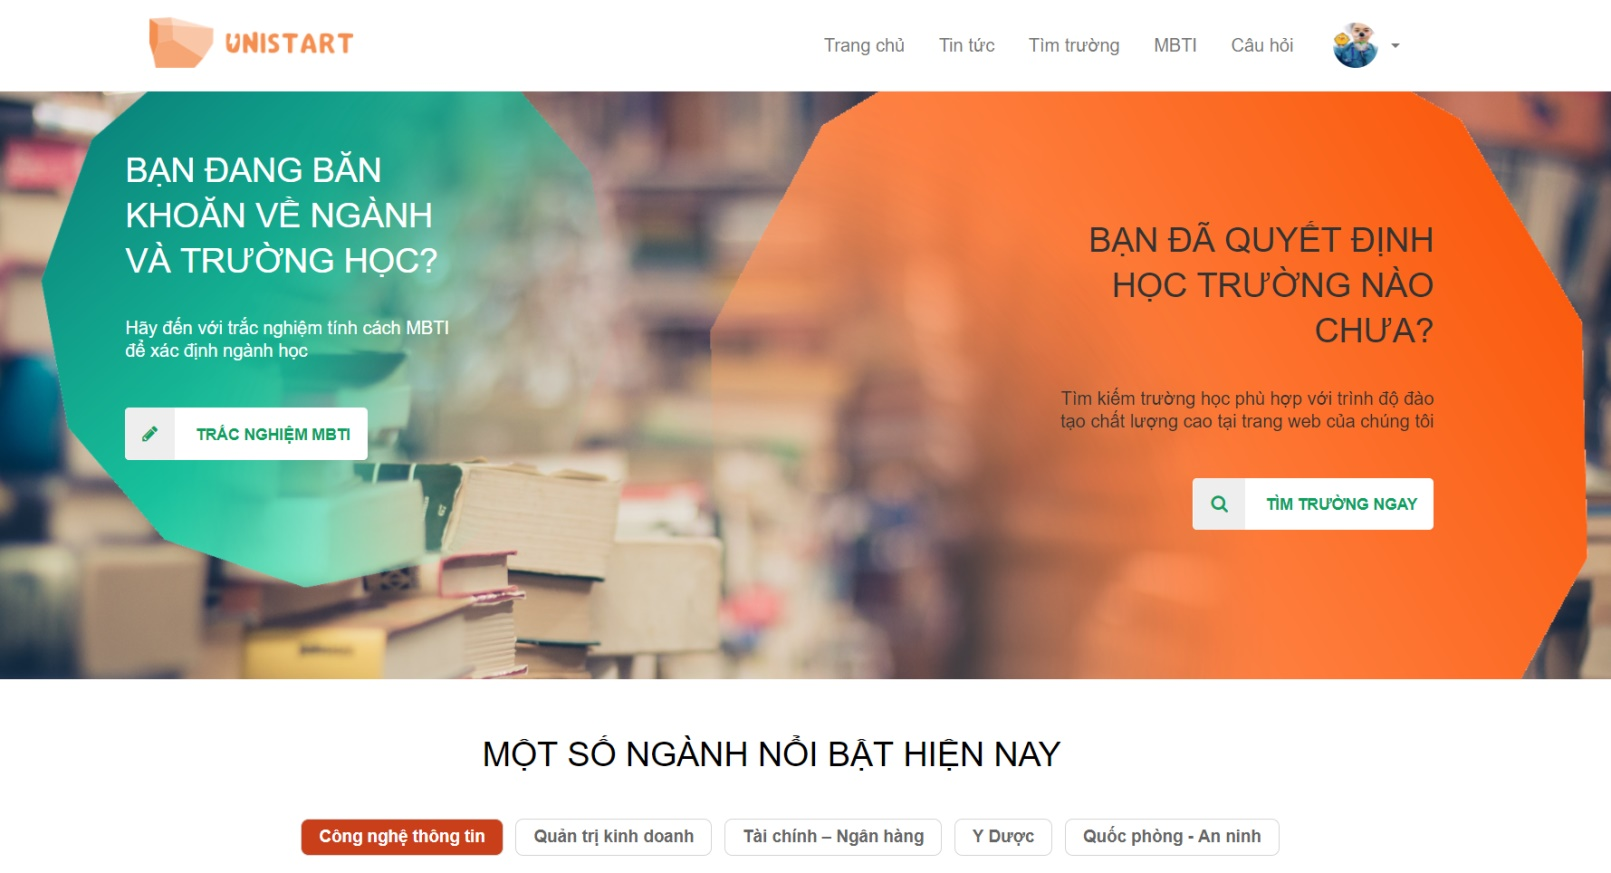 UNISTART
Trang chủ
Tin tức
Tìm trường
MBTI
Câu hỏi
BẠN ĐANG BĂN
KHOĂN VỀ NGÀNH
VÀ TRƯỜNG HỌC?
Hãy đến với trắc nghiệm tính cách MBTI
để xác định ngành học
TRẮC NGHIỆM MBTI
BẠN ĐÃ QUYẾT ĐỊNH
HỌC TRƯỜNG NÀO
CHƯA?
Tìm kiếm trường học phù hợp với trình độ đào
tạo chất lượng cao tại trang web của chúng tôi
TÌM TRƯỜNG NGAY
MỘT SỐ NGÀNH NỔI BẬT HIỆN NAY
Công nghệ thông tin
Quản trị kinh doanh
Tài chính – Ngân hàng
Y Dược
Quốc phòng - An ninh